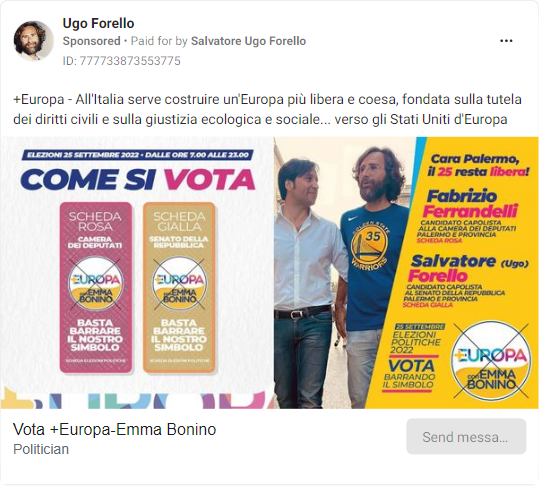 Ugo Forello
Sponsored • Paid for by Salvatore Ugo Forello
ID: 777733873553775
+Europa - All'Italia serve costruire un'Europa più libera e coesa, fondata sulla tutela
dei diritti civili e sulla giustizia ecologica e sociale... verso gli Stati Uniti d'Europa
ELEZIONI 25 SETTEMBRE 2022 - DALLE ORE 7.00 ALLE 23.00
COME SI VOTA
SCHEDA
ROSA
CAMERA
DEI DEPUTATI
+EUROPA
con EMMA
BONINO
BASTA
BARRARE
IL NOSTRO
SIMBOLO
SCHEDA ELEZIONI POLITICHE
SCHEDA
GIALLA
SENATO DELLA
REPUBBLICA
+EUROPA
con EMMA
BONINO
BASTA
BARRARE
IL NOSTRO
SIMBOLO
SCHEDA ELEZIONI POLITICHE
GOLDEN STATE
35
WARRIORS
Cara Palermo,
il 25 resta libera!
Fabrizio
Ferrandelli
CANDIDATO CAPOLISTA
ALLA CAMERA DEI DEPUTATI
PALERMO E PROVINCIA
SCHEDA ROSA
Salvatore (Ugo)
Forello
CANDIDATO CAPOLISTA
AL SENATO DELLA REPUBBLICA
PALERMO E PROVINCIA
SCHEDA GIALLA
25 SETTEMBRE
ELEZIONI
POLITICHE
2022
VOTA
BARRANDO
IL SIMBOLO
+EUROPA
con EMMA
BONINO
Vota +Europa-Emma Bonino
Politician
Send messa...